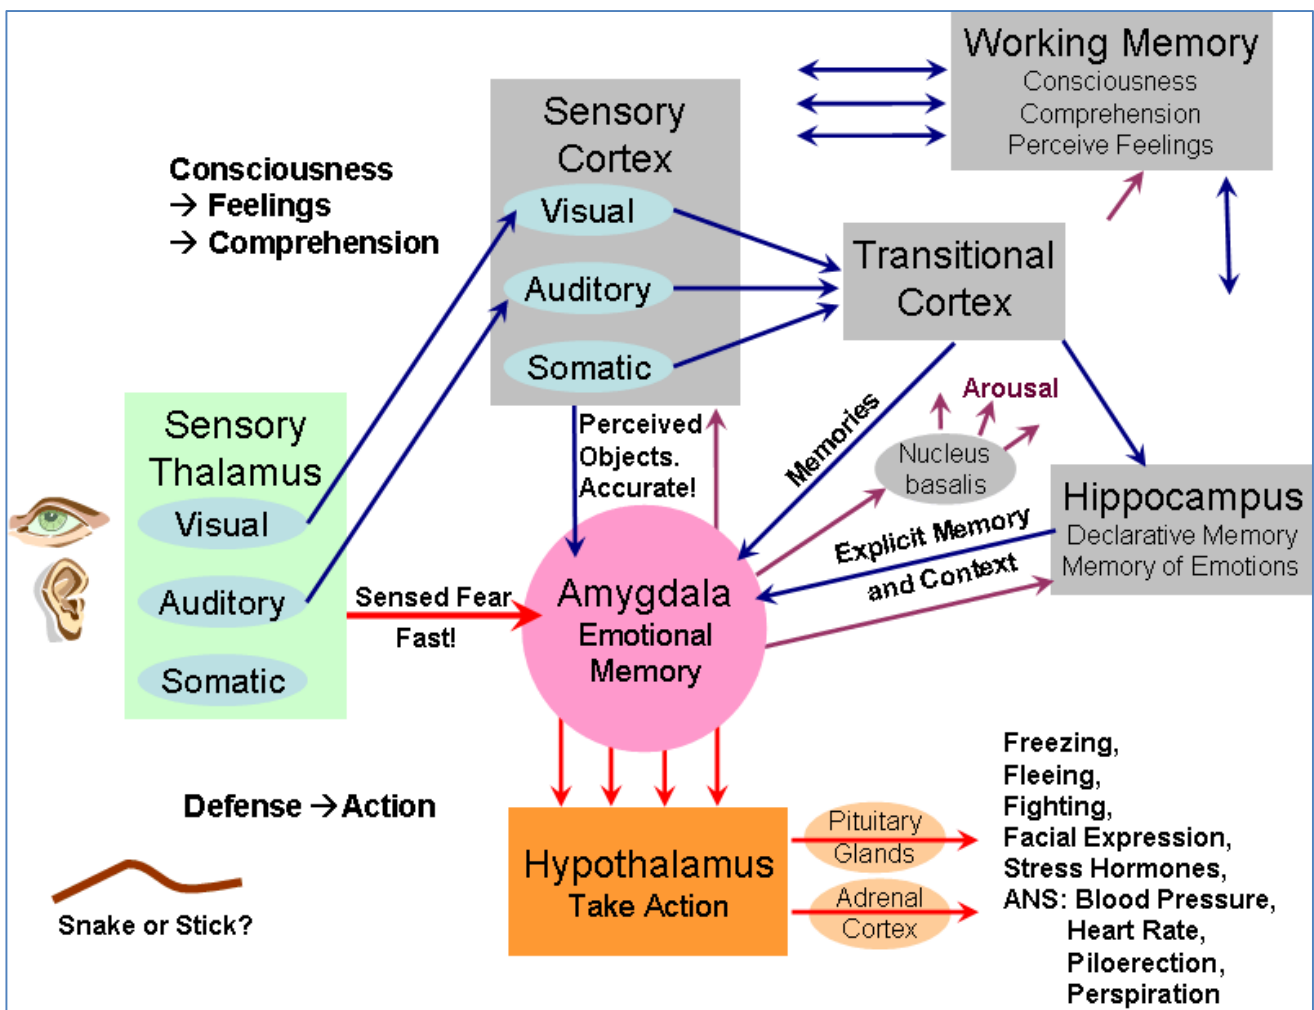 Working Memory
Consciousness
Comprehension
Perceive Feelings
Sensory
Cortex
Visual
Auditory
Somatic
Consciousness
→ Feelings
→ Comprehension
Transitional
Cortex
Sensory
Thalamus
Visual
Auditory
Somatic
Perceived
Objects.
Accurate!
Memories
Arousal
Nucleus
basalis
Hippocampus
Declarative Memory
Memory of Emotions
Explicit Memory
and Context
Sensed Fear
Fast!
Amygdala
Emotional
Memory
Defense → Action
Snake or Stick?
Hypothalamus
Take Action
Pituitary
Glands
Adrenal
Cortex
Freezing,
Fleeing,
Fighting,
Facial Expression,
Stress Hormones,
ANS: Blood Pressure,
Heart Rate,
Piloerection,
Perspiration